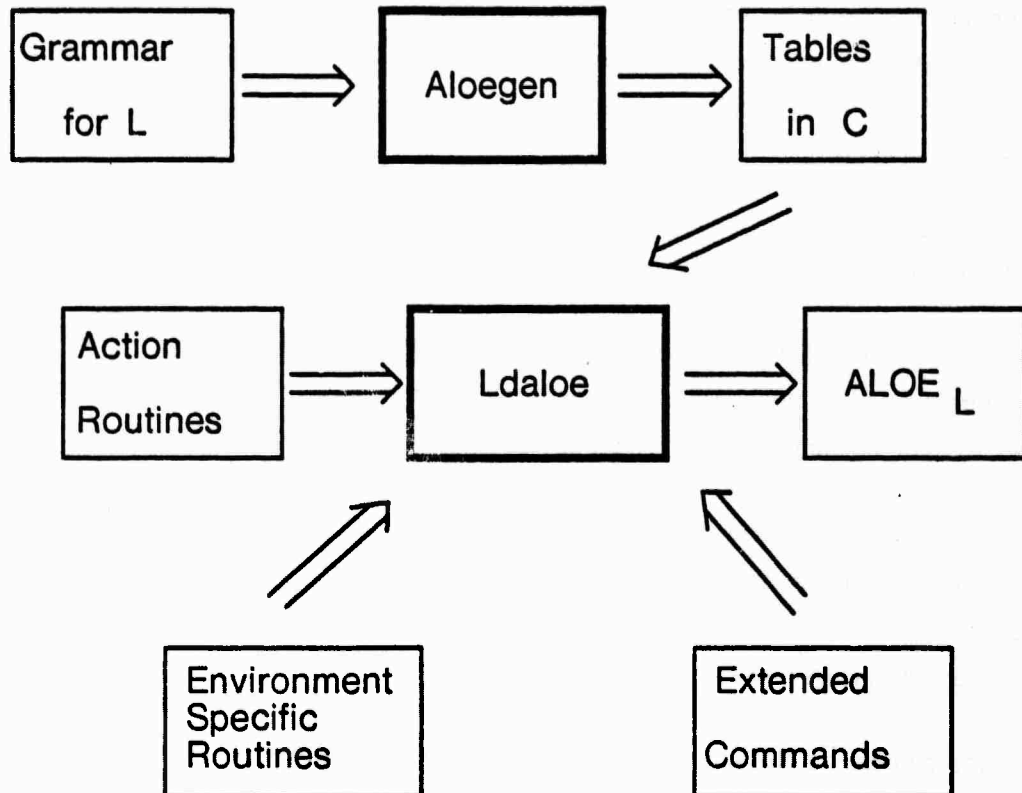 Grammar
for L
Aloegen
Tables
in C
Action
Routines
Ldaloe
ALOE L
Environment
Specific
Routines
Extended
Commands